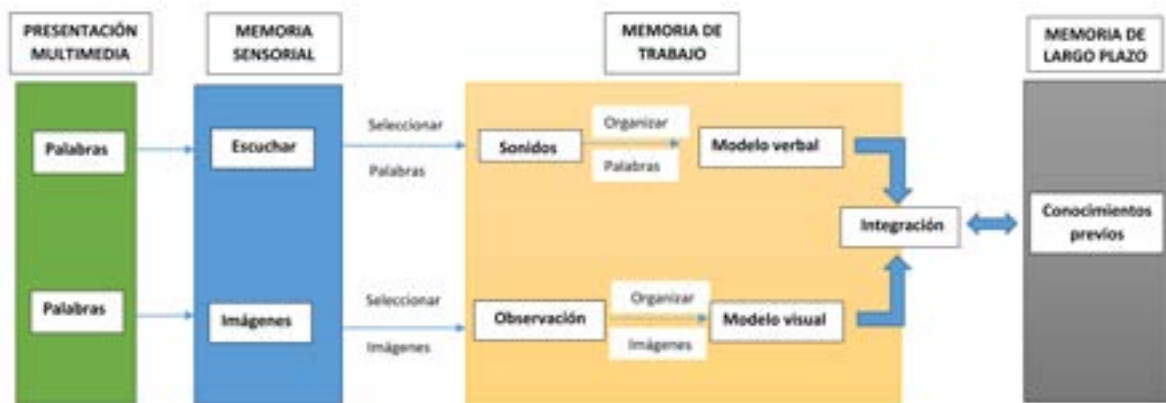 PRESENTACIÓN
MULTIMEDIA
MEMORIA
SENSORIAL
MEMORIA DE
TRABAJO
MEMORIA DE
LARGO PLAZO
Palabras
Escuchar
Seleccionar
Palabras
Sonidos
Organizar
Palabras
Modelo verbal
Integración
Conocimientos
previos
Palabras
Imágenes
Seleccionar
Imágenes
Observación
Organizar
Imágenes
Modelo visual